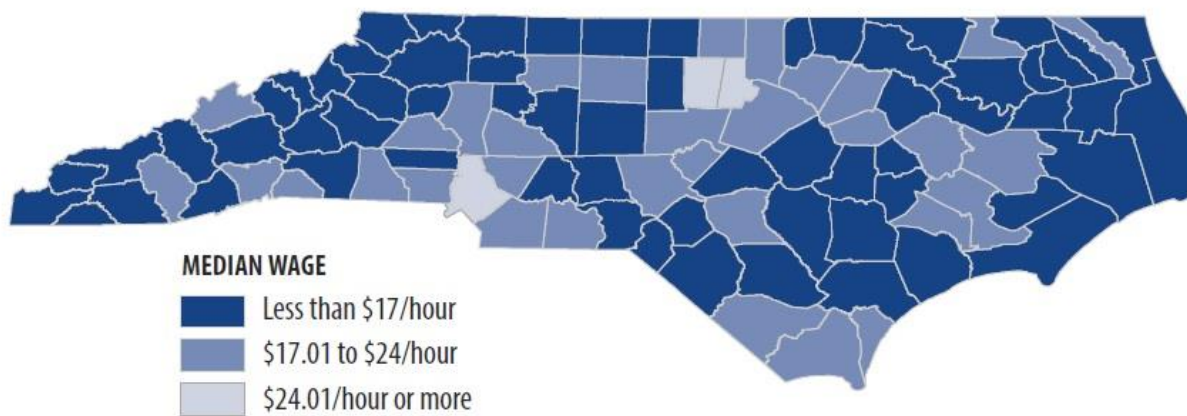 MEDIAN WAGE
Less than $17/hour
$17.01 to $24/hour
$24.01/hour or more